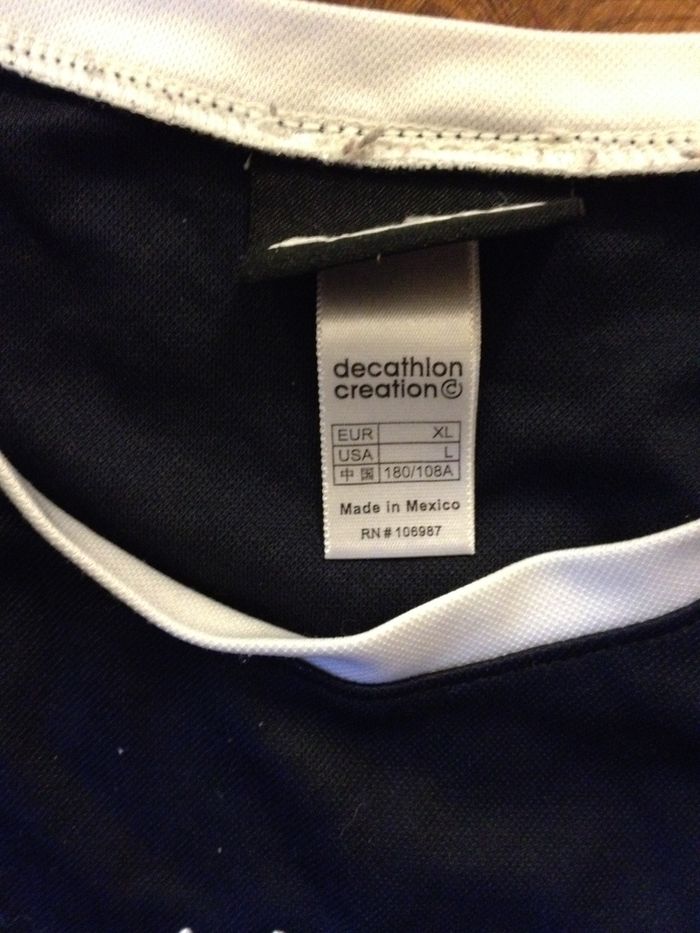 decathlon
creation©
EUR XL
USA L
中国 180/108A
Made in Mexico
RN # 106987